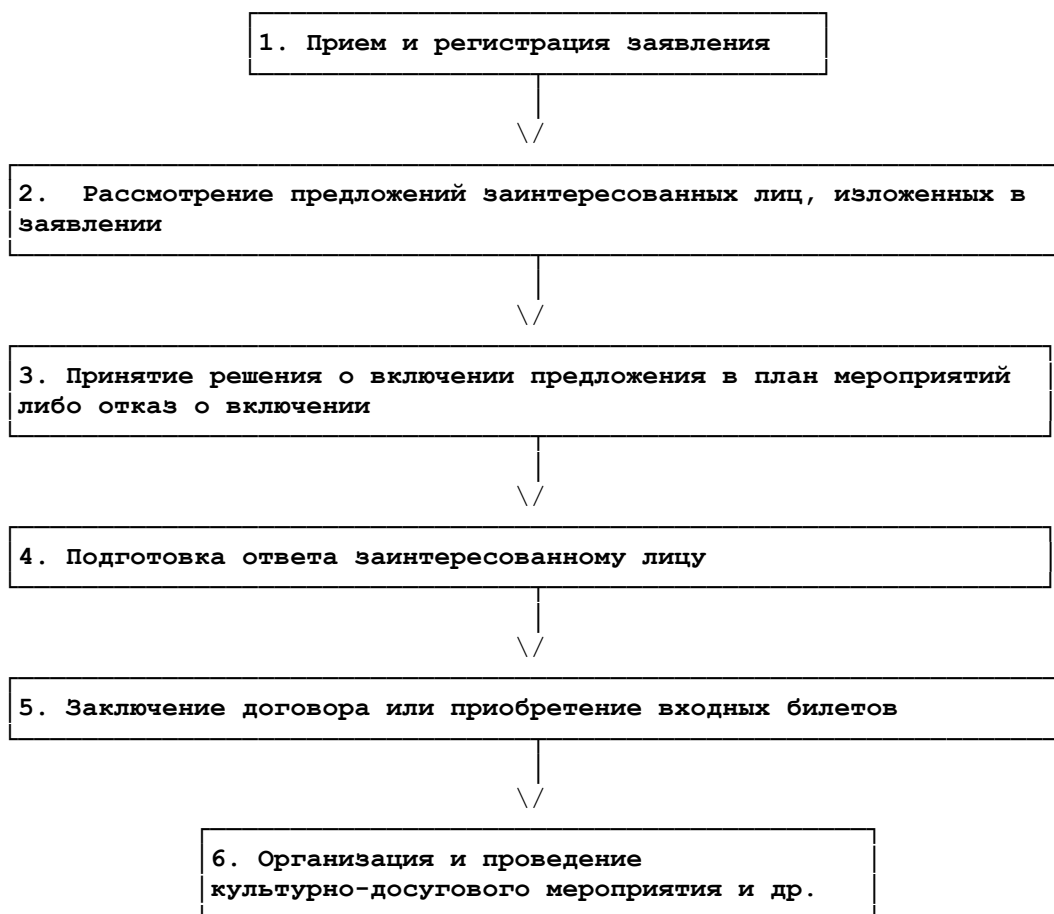 1. Прием и регистрация заявления
2. Рассмотрение предложений заинтересованных лиц, изложенных в
заявлении
3. Принятие решения о включении предложения в план мероприятий
либо отказ о включении
4. Подготовка ответа заинтересованному лицу
5. Заключение договора или приобретение входных билетов
6. Организация и проведение
культурно-досугового мероприятия и др.